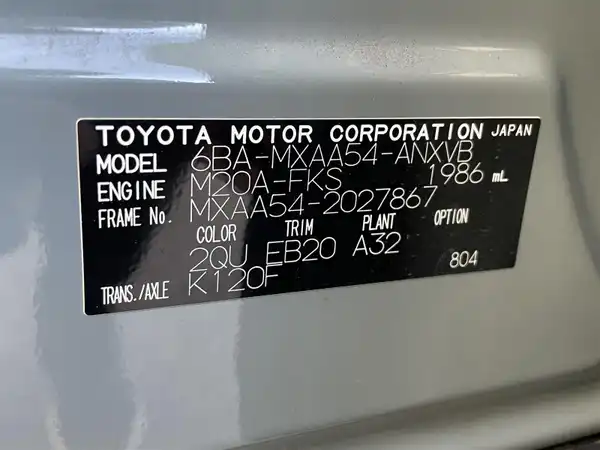 TOYOTA MOTOR CORPORATION JAPAN
MODEL 6BA-MXAA54-ANXVB
ENGINE M20A-FKS 1986 mL
FRAME No. MXAA54-2027867
COLOR TRIM PLANT OPTION
2QU EB20 A32 804
TRANS./AXLE K120F